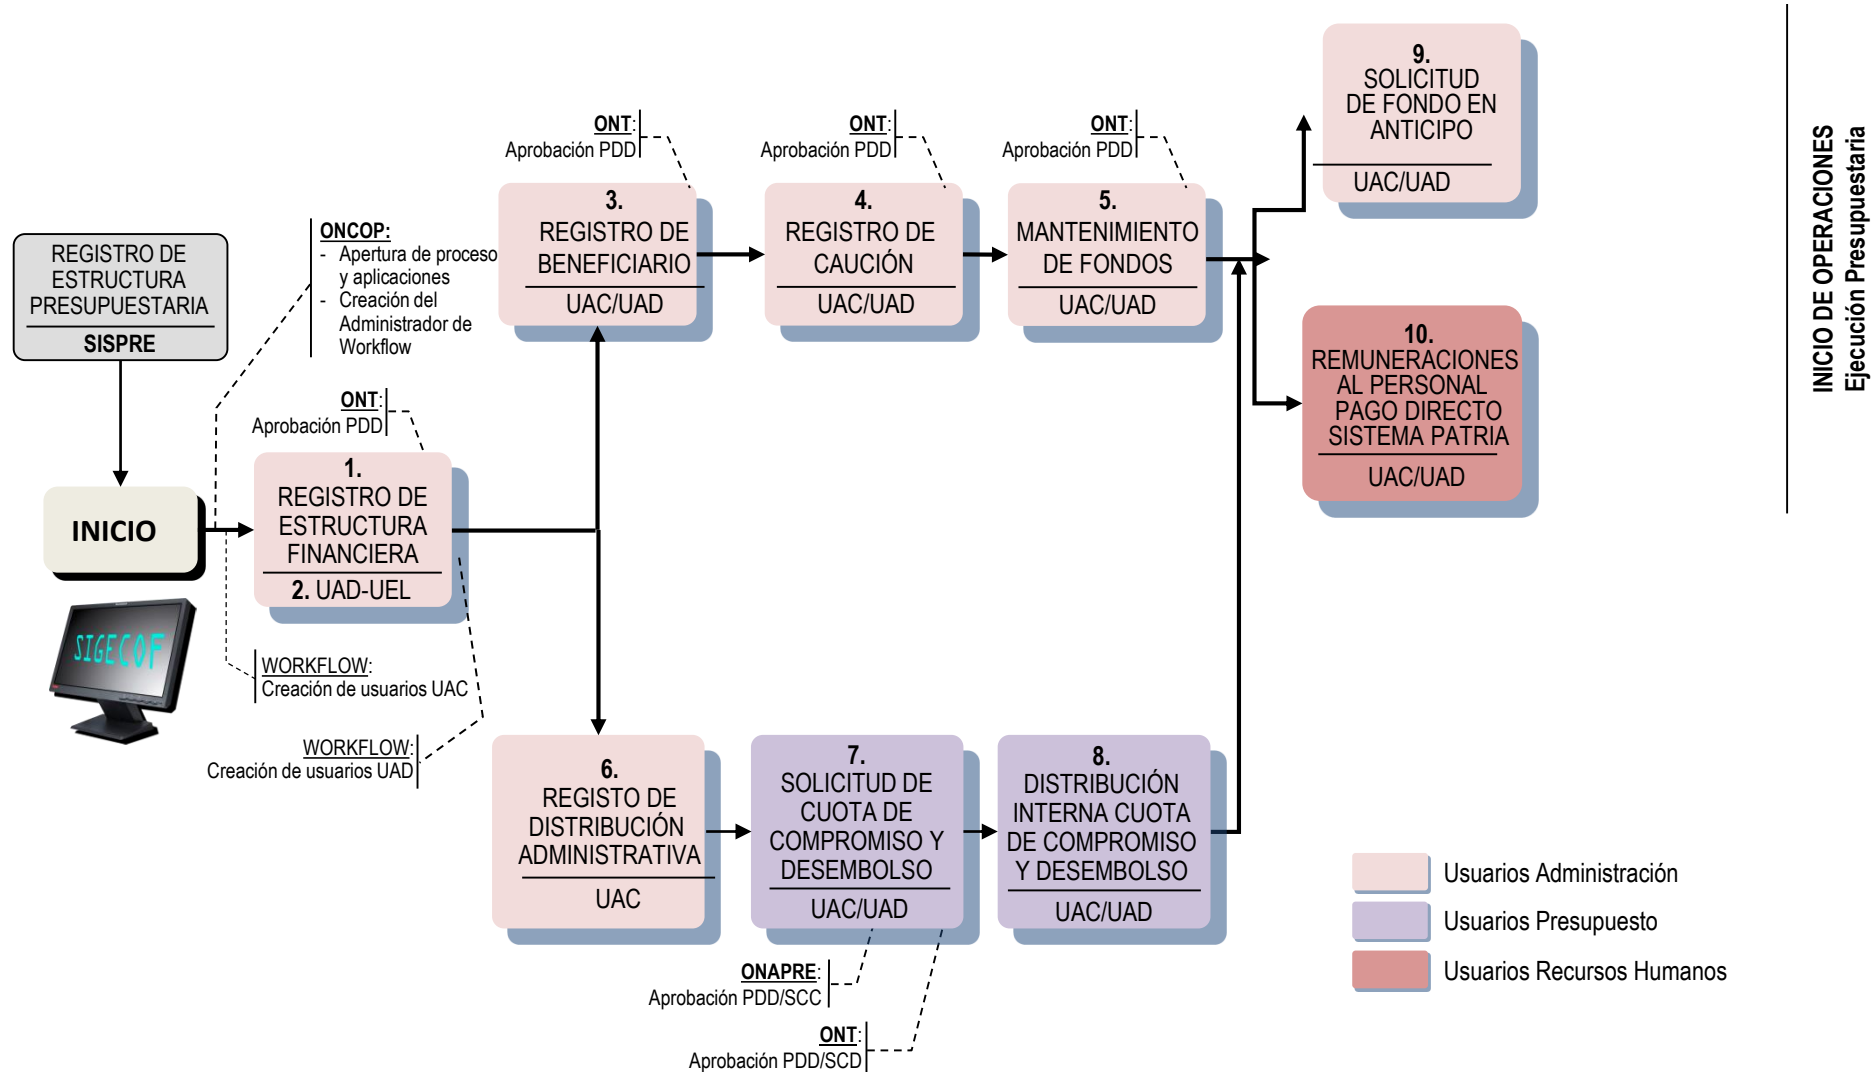 REGISTRO DE
ESTRUCTURA
PRESUPUESTARIA
SISPRE
INICIO
SIGECOF
ONCOP:
- Apertura de proceso
y aplicaciones
- Creación del
Administrador de
Workflow
ONT:
Aprobación PDD
1.
REGISTRO DE
ESTRUCTURA
FINANCIERA
2. UAD-UEL
WORKFLOW:
Creación de usuarios UAC
WORKFLOW:
Creación de usuarios UAD
ONT:
Aprobación PDD
3.
REGISTRO DE
BENEFICIARIO
UAC/UAD
ONT:
Aprobación PDD
4.
REGISTRO DE
CAUCIÓN
UAC/UAD
ONT:
Aprobación PDD
5.
MANTENIMIENTO
DE FONDOS
UAC/UAD
6.
REGISTO DE
DISTRIBUCIÓN
ADMINISTRATIVA
UAC
7.
SOLICITUD DE
CUOTA DE
COMPROMISO Y
DESEMBOLSO
UAC/UAD
ONAPRE:
Aprobación PDD/SCC
ONT:
Aprobación PDD/SCD
8.
DISTRIBUCIÓN
INTERNA CUOTA
DE COMPROMISO
Y DESEMBOLSO
UAC/UAD
9.
SOLICITUD
DE FONDO EN
ANTICIPO
UAC/UAD
10.
REMUNERACIONES
AL PERSONAL
PAGO DIRECTO
SISTEMA PATRIA
UAC/UAD
INICIO DE OPERACIONES
Ejecución Presupuestaria
Usuarios Administración
Usuarios Presupuesto
Usuarios Recursos Humanos